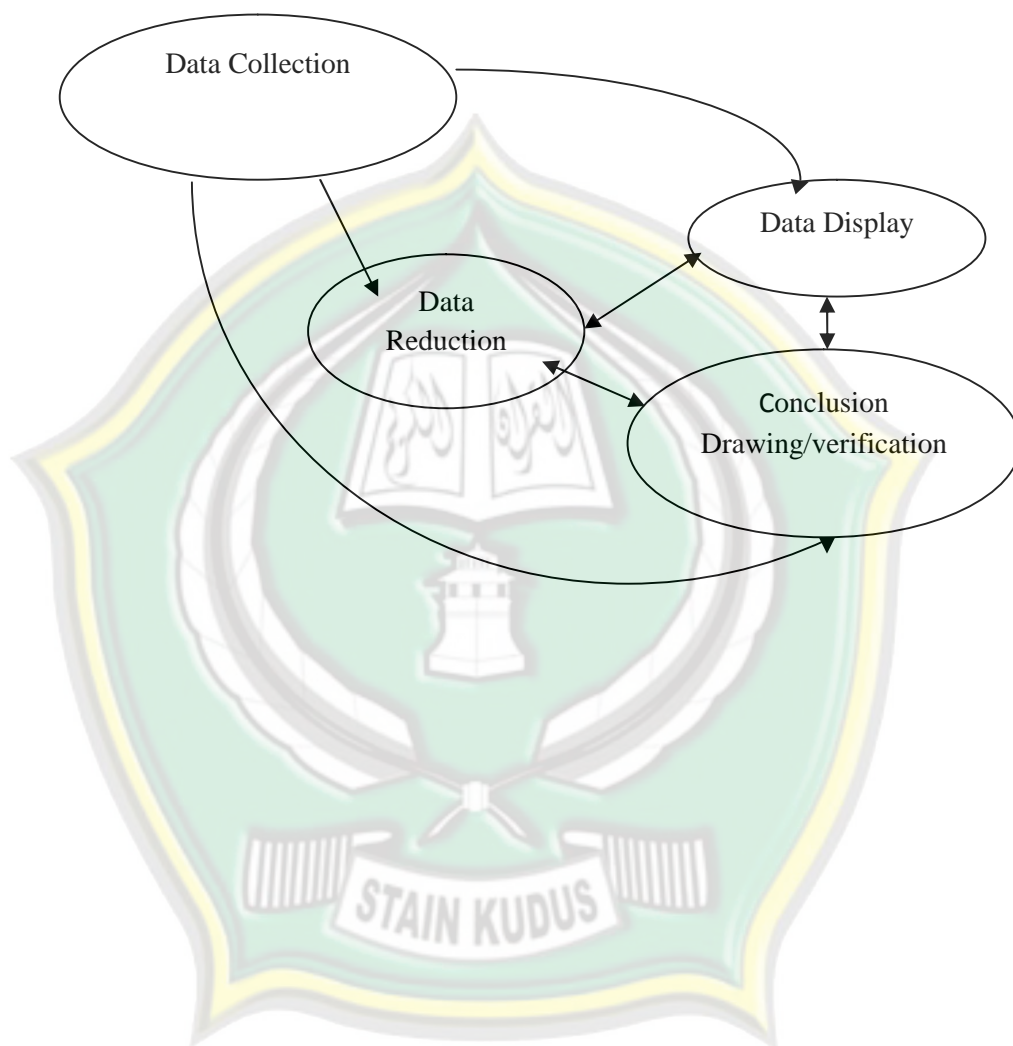 Data Collection
Data Display
Data
Reduction
Conclusion
Drawing/verification
STAIN KUDUS